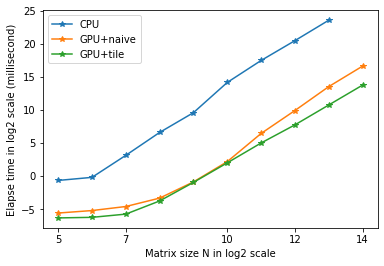 CPU
GPU+naive
GPU+tile
Elapse time in log2 scale (millisecond)
25
20
15
10
5
0
−5
5
7
10
12
14
Matrix size N in log2 scale